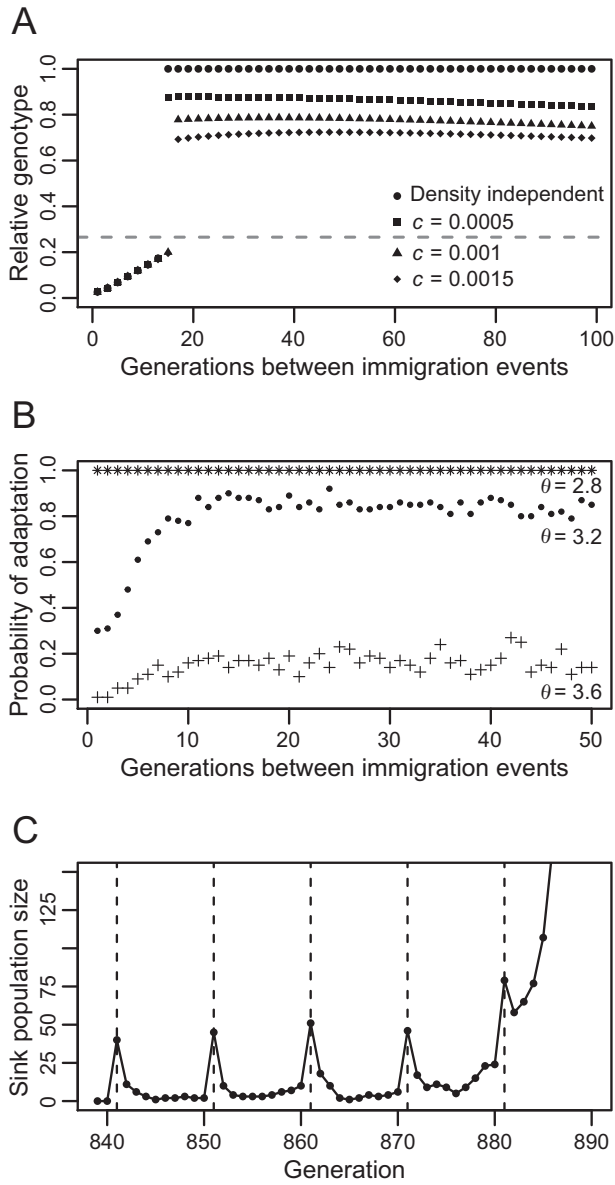 A
Relative genotype
1.0
0.8
0.6
0.4
0.2
0.0
Density independent
c = 0.0005
c = 0.001
c = 0.0015
0 20 40 60 80 100
Generations between immigration events
B
Probability of adaptation
1.0
0.8
0.6
0.4
0.2
0.0
θ = 2.8
θ = 3.2
θ = 3.6
0 10 20 30 40 50
Generations between immigration events
C
Sink population size
125
75
50
25
0
840 850 860 870 880 890
Generation